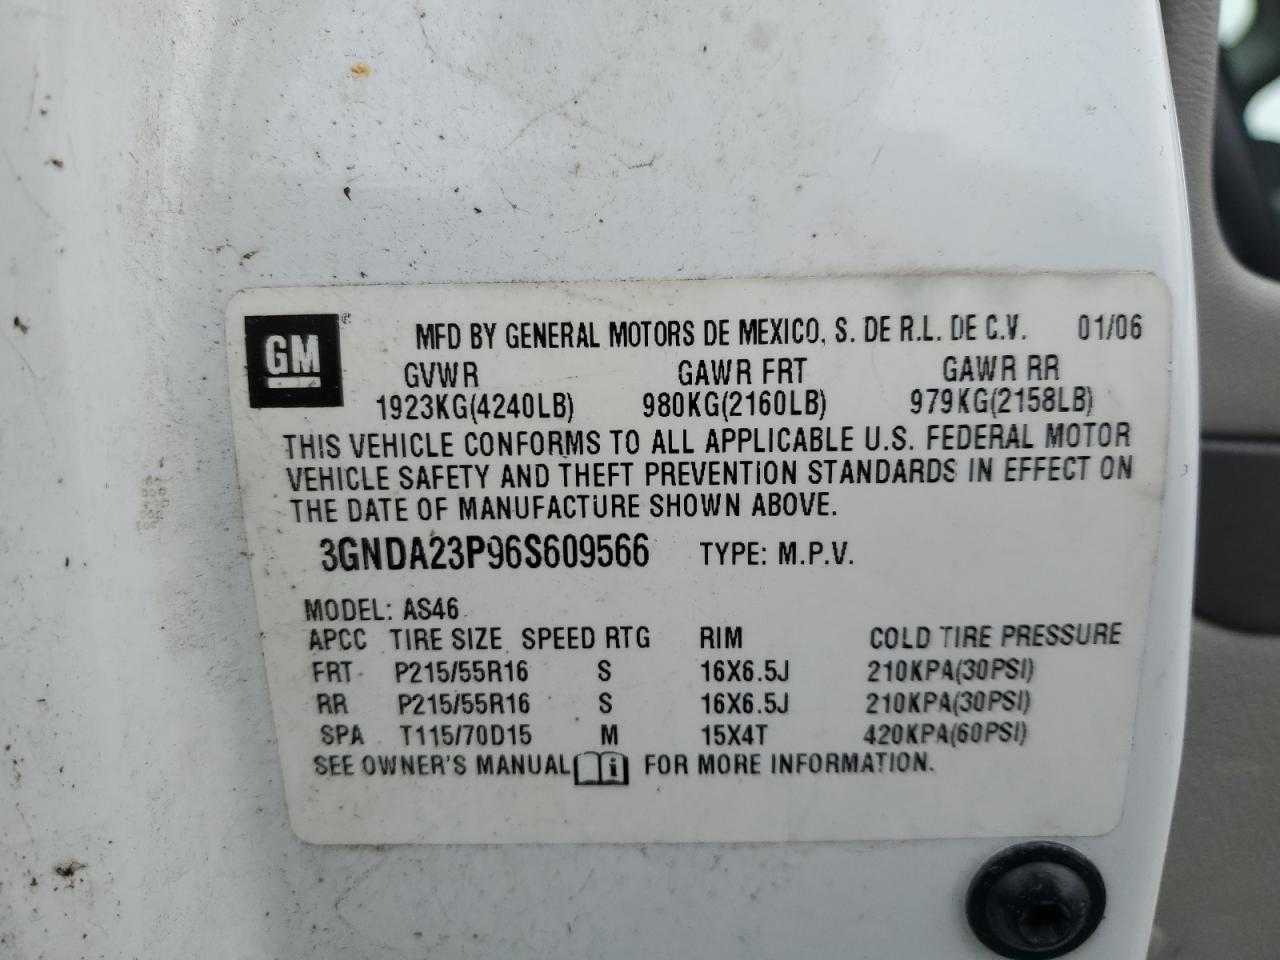 GM
MFD BY GENERAL MOTORS DE MEXICO, S. DE R.L. DE C.V. 01/06
GVWR GAWR FRT GAWR RR
1923KG(4240LB) 980KG(2160LB) 979KG(2158LB)
THIS VEHICLE CONFORMS TO ALL APPLICABLE U.S. FEDERAL MOTOR
VEHICLE SAFETY AND THEFT PREVENTION STANDARDS IN EFFECT ON
THE DATE OF MANUFACTURE SHOWN ABOVE.
3GNDA23P96S609566 TYPE: M.P.V.
MODEL: AS46
APCC TIRE SIZE SPEED RTG RIM COLD TIRE PRESSURE
FRT P215/55R16 S 16X6.5J 210KPA(30PSI)
RR P215/55R16 S 16X6.5J 210KPA(30PSI)
SPA T115/70D15 M 15X4T 420KPA(60PSI)
SEE OWNER'S MANUAL i FOR MORE INFORMATION.